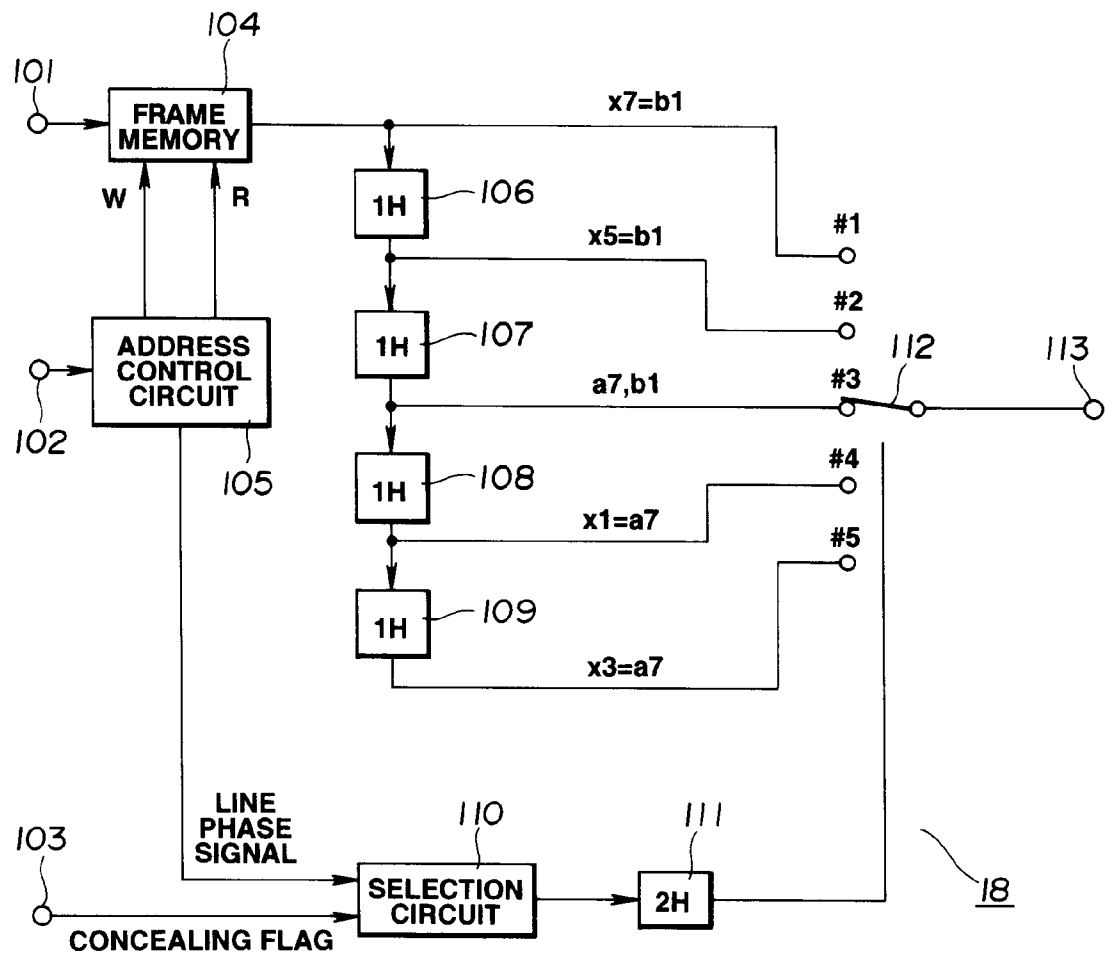 104
101
FRAME
MEMORY
x7=b1
W
R
1H
106
#1
x5=b1
#2
ADDRESS
CONTROL
CIRCUIT
1H
107
112
113
a7,b1
#3
102
105
1H
108
#4
x1=a7
#5
1H
109
x3=a7
LINE
PHASE
SIGNAL
110
111
103
SELECTION
CIRCUIT
2H
18
CONCEALING FLAG